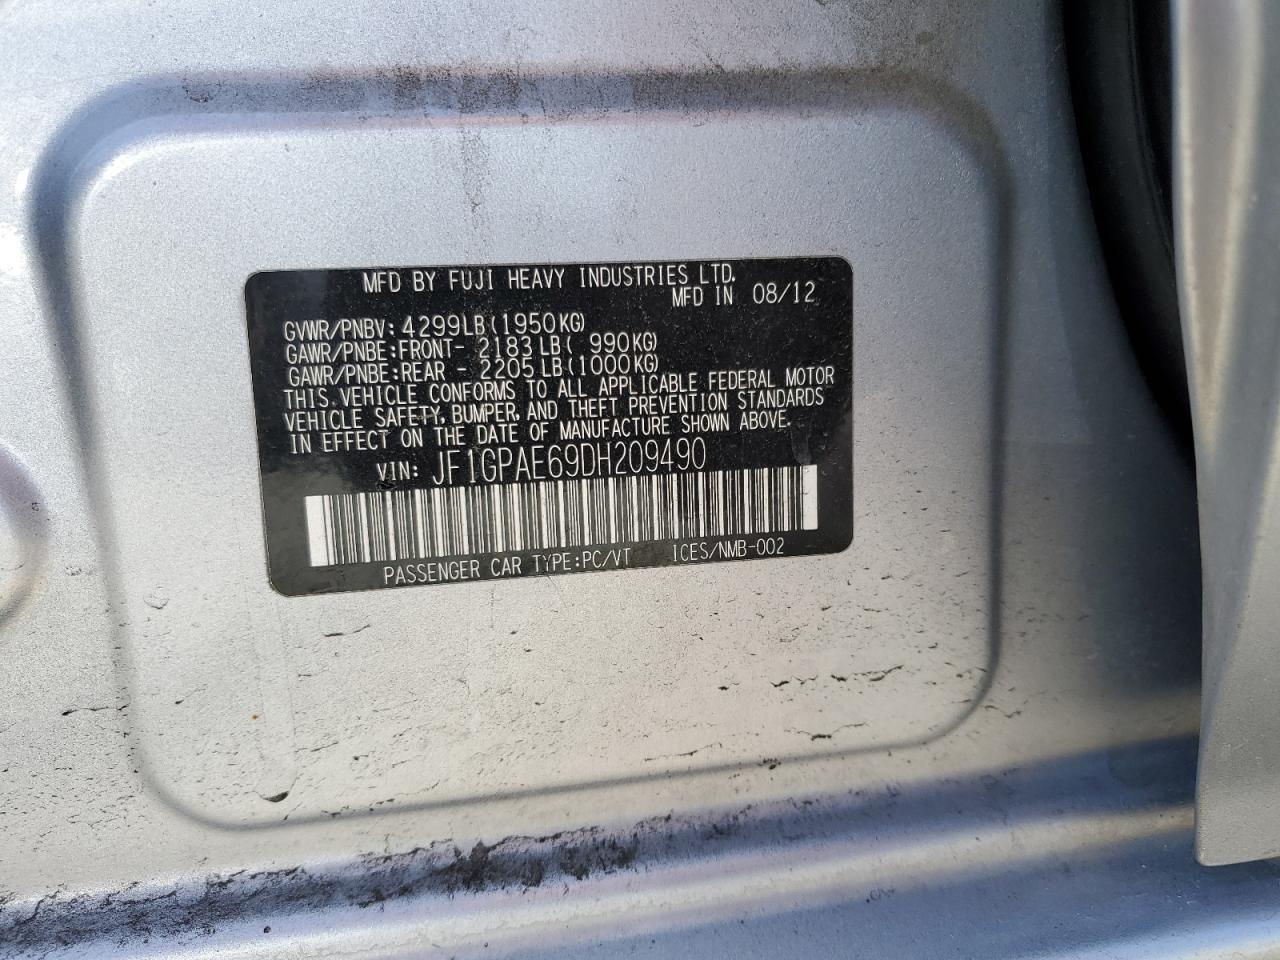 MFD BY FUJI HEAVY INDUSTRIES LTD.
MFD IN 08/12
GVWR/PNBV: 4299LB(1950KG)
GAWR/PNBE:FRONT- 2183LB( 990KG)
GAWR/PNBE:REAR - 2205LB(1000KG)
THIS VEHICLE CONFORMS TO ALL APPLICABLE FEDERAL MOTOR
VEHICLE SAFETY, BUMPER, AND THEFT PREVENTION STANDARDS
IN EFFECT ON THE DATE OF MANUFACTURE SHOWN ABOVE.
VIN: JF1GPAE69DH209490
PASSENGER CAR TYPE:PC/VT ICES/NMB-002